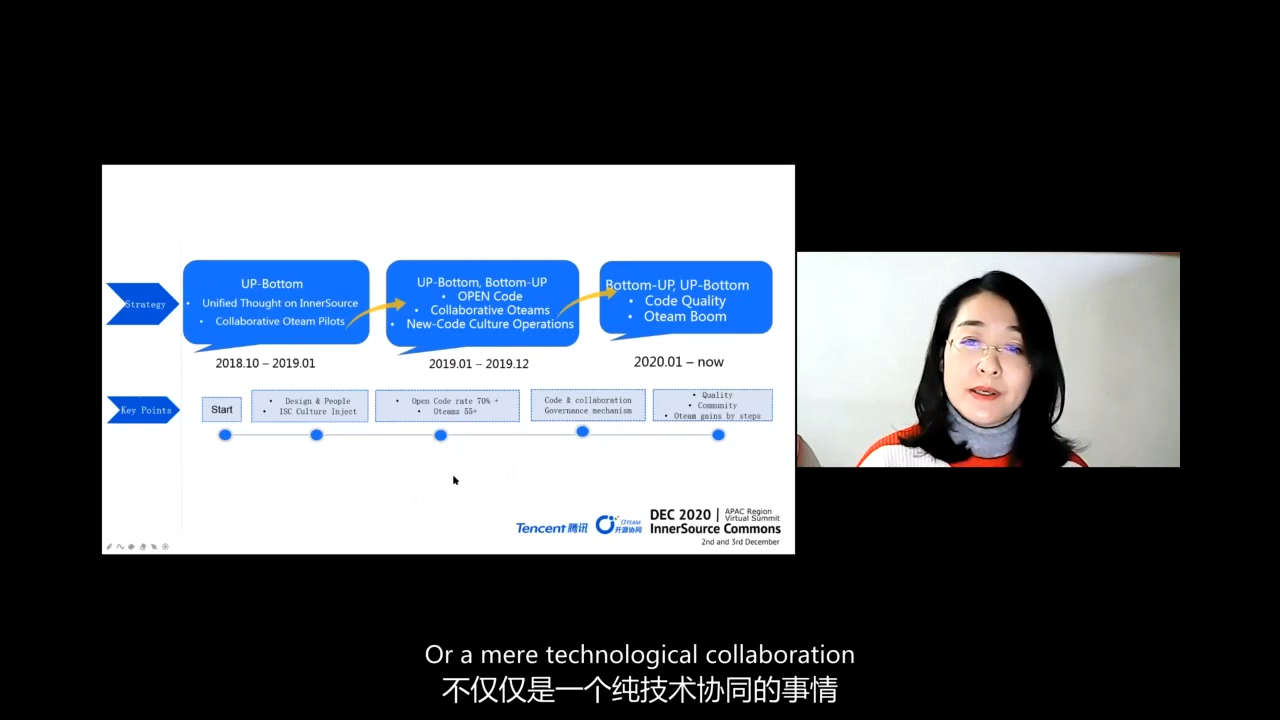 Strategy
UP-Bottom
• Unified Thought on InnerSource
• Collaborative Oteam Pilots
2018.10 – 2019.01
UP-Bottom, Bottom-UP
• OPEN Code
• Collaborative Oteams
• New-Code Culture Operations
2019.01 – 2019.12
Bottom-UP, UP-Bottom
• Code Quality
• Oteam Boom
2020.01 – now
Key Points
Start
• Design & People
• ISC Culture Inject
• Open Code rate 70% +
• Oteams 55+
Code & collaboration
Governance mechanism
• Quality
• Community
• Oteam gains by steps
Tencent 腾讯
OTEAM
开源协同
DEC 2020 | APAC Region
Virtual Summit
InnerSource Commons
2nd and 3rd December
Or a mere technological collaboration
不仅仅是一个纯技术协同的事情